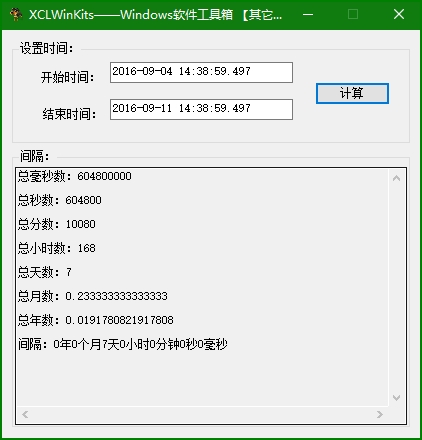 XCLWinKits——Windows软件工具箱 【其它...
设置时间:
开始时间: 2016-09-04 14:38:59.497
计算
结束时间: 2016-09-11 14:38:59.497
间隔:
总毫秒数: 604800000
总秒数: 604800
总分数: 10080
总小时数: 168
总天数: 7
总月数: 0.233333333333333
总年数: 0.0191780821917808
间隔: 0年0个月7天0小时0分钟0秒0毫秒